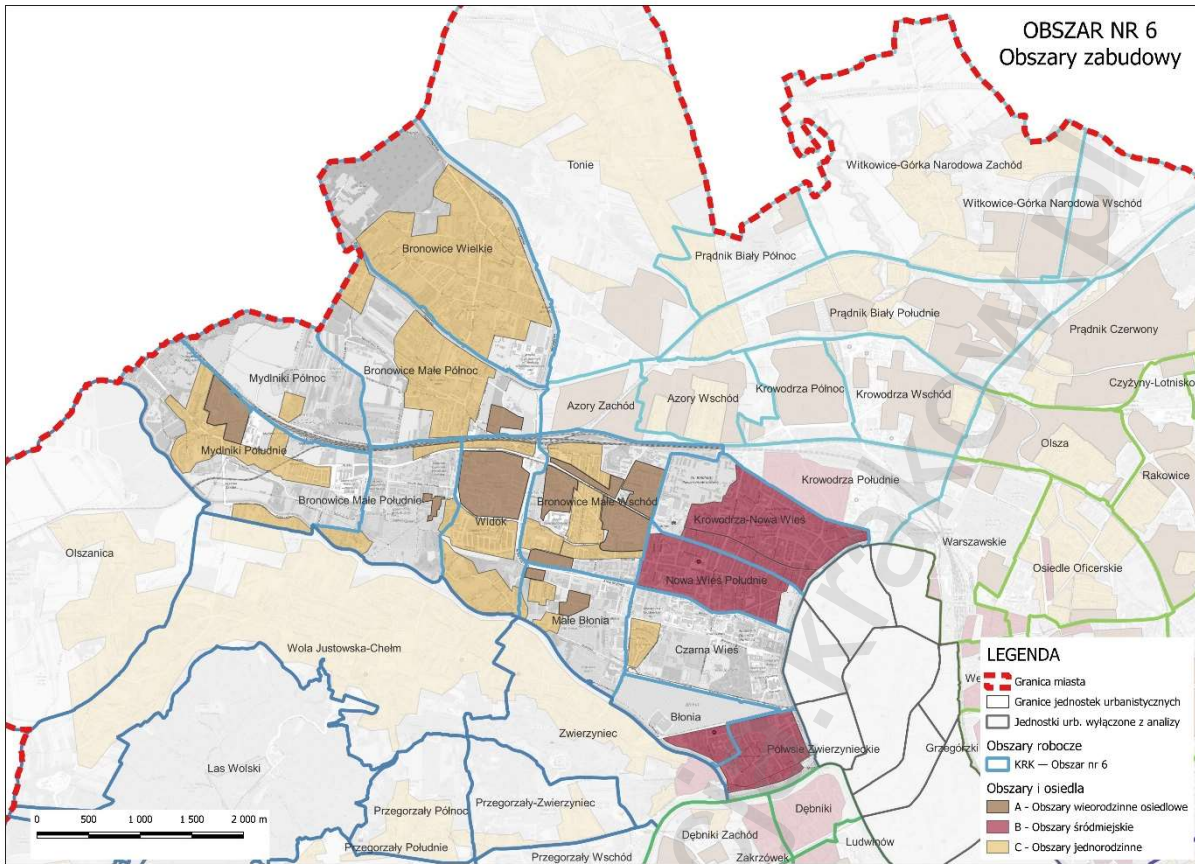 OBSZAR NR 6
Obszary zabudowy
Tonie
Witkowice-Górka Narodowa Zachód
Witkowice-Górka Narodowa Wschód
Bronowice Wielkie
Prądnik Biały Północ
Prądnik Biały Południe
Prądnik Czerwony
Mydlniki Północ
Bronowice Małe Północ
Azory Zachód
Azory Wschód
Krowodrza Północ
Krowodrza Wschód
Czyżyny-Lotnisko
Olsza
Mydlniki Południe
Rakowice
Bronowice Małe Południe
Widok
Bronowice Małe Wschód
Krowodrza Południe
Krowodrza-Nowa Wieś
Olszanica
Warszawskie
Osiedle Oficerskie
Nowa Wieś Południe
Małe Błonia
Czarna Wieś
Wola Justowska-Chełm
Błonia
Zwierzyniec
Półwsie Zwierzynieckie
Grzegórzki
Las Wolski
Przegorzały Północ
Przegorzały-Zwierzyniec
Dębniki
Dębniki Zachód
Ludwinów
Przegorzały Południe
Przegorzały Wschód
Zakrzówek
We
LEGENDA
Granica miasta
Granice jednostek urbanistycznych
Jednostki urb. wyłączone z analizy
Obszary robocze
KRK — Obszar nr 6
Obszary i osiedla
A - Obszary wieorodzinne osiedlowe
B - Obszary śródmiejskie
C - Obszary jednorodzinne
0 500 1 000 1 500 2 000 m
krakow.pl